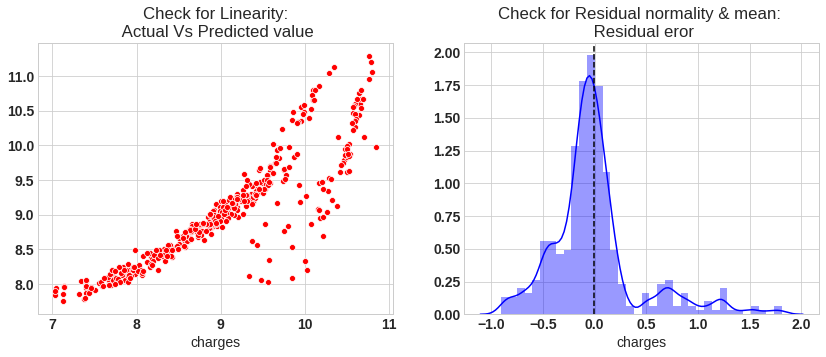 Check for Linearity:
Actual Vs Predicted value
11.0
10.5
10.0
9.5
9.0
8.5
8.0
7 8 9 10 11
charges
Check for Residual normality & mean:
Residual eror
2.00
1.75
1.50
1.25
1.00
0.75
0.50
0.25
0.00
−1.0 −0.5 0.0 0.5 1.0 1.5 2.0
charges